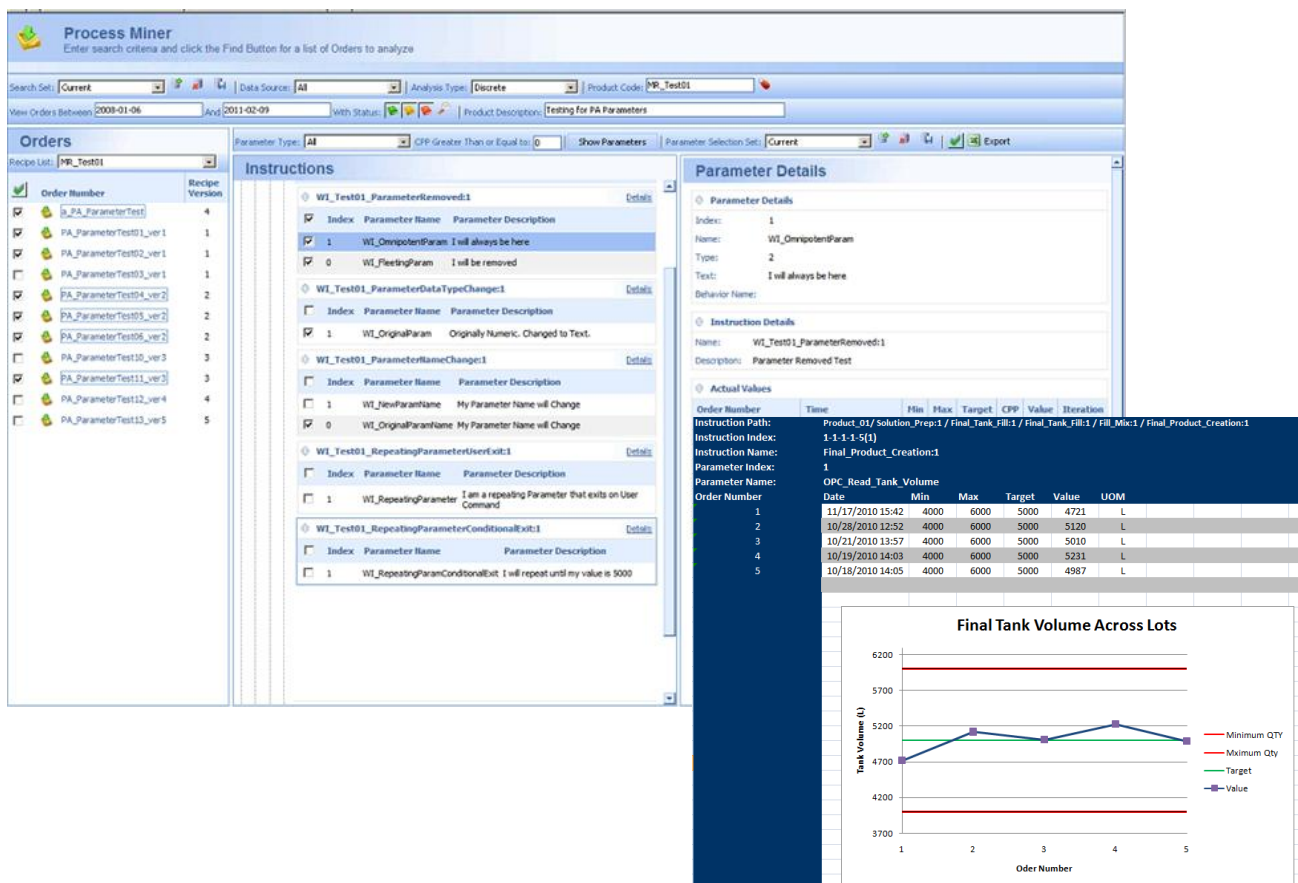 Process Miner
Enter search criteria and click the Find Button for a list of Orders to analyze
Search Set: Current Data Source: All Analysis Type: Discrete Product Code: MR_Test01
View Orders Between 2008-01-06 And 2011-02-09 With Status: Product Description: Testing for PA Parameters
Orders
Recipe List: MR_Test01
Order Number Recipe Version
a_PA_ParameterTest 4
PA_ParameterTest01_ver1 1
PA_ParameterTest02_ver1 1
PA_ParameterTest03_ver1 1
PA_ParameterTest04_ver2 2
PA_ParameterTest05_ver2 2
PA_ParameterTest06_ver2 2
PA_ParameterTest10_ver3 3
PA_ParameterTest11_ver3 3
PA_ParameterTest12_ver4 4
PA_ParameterTest13_ver5 5
Parameter Type: All CPP Greater Than or Equal to: 0 Show Parameters Parameter Selection Set: Current Export
Instructions
WI_Test01_ParameterRemoved:1 Details
Index Parameter Name Parameter Description
1 WI_OmnipotentParam I will always be here
0 WI_FleetingParam I will be removed
WI_Test01_ParameterDataTypeChange:1 Details
Index Parameter Name Parameter Description
1 WI_OriginalParam Originally Numeric. Changed to Text.
WI_Test01_ParameterNameChange:1 Details
Index Parameter Name Parameter Description
1 WI_NewParamName My Parameter Name will Change
0 WI_OriginalParamName My Parameter Name will Change
WI_Test01_RepeatingParameterUserExit:1 Details
Index Parameter Name Parameter Description
1 WI_RepeatingParameter I am a repeating Parameter that exits on User
Command
WI_Test01_RepeatingParameterConditionalExit:1 Details
Index Parameter Name Parameter Description
1 WI_RepeatingParamConditionalExit I will repeat until my value is 5000
Parameter Details
Parameter Details
Index: 1
Name: WI_OmnipotentParam
Type: 2
Text: I will always be here
Behavior Name:
Instruction Details
Name: WI_Test01_ParameterRemoved:1
Description: Parameter Removed Test
Actual Values
Order Number Time Min Max Target CPP Value Iteration
Instruction Path: Product_01/ Solution_Prep:1 / Final_Tank_Fill:1 / Final_Tank_Fill:1 / Fill_Mix:1 / Final_Product_Creation:1
Instruction Index: 1-1-1-1-5(1)
Instruction Name: Final_Product_Creation:1
Parameter Index: 1
Parameter Name: OPC_Read_Tank_Volume
Order Number Date Min Max Target Value UOM
1 11/17/2010 15:42 4000 6000 5000 4721 L
2 10/28/2010 12:52 4000 6000 5000 5120 L
3 10/21/2010 13:57 4000 6000 5000 5010 L
4 10/19/2010 14:03 4000 6000 5000 5231 L
5 10/18/2010 14:05 4000 6000 5000 4987 L
Final Tank Volume Across Lots
Tank Volume (L)
6200
5700
5200
4700
4200
3700
1 2 3 4 5
Oder Number
Minimum QTY
Mximum Qty
Target
Value